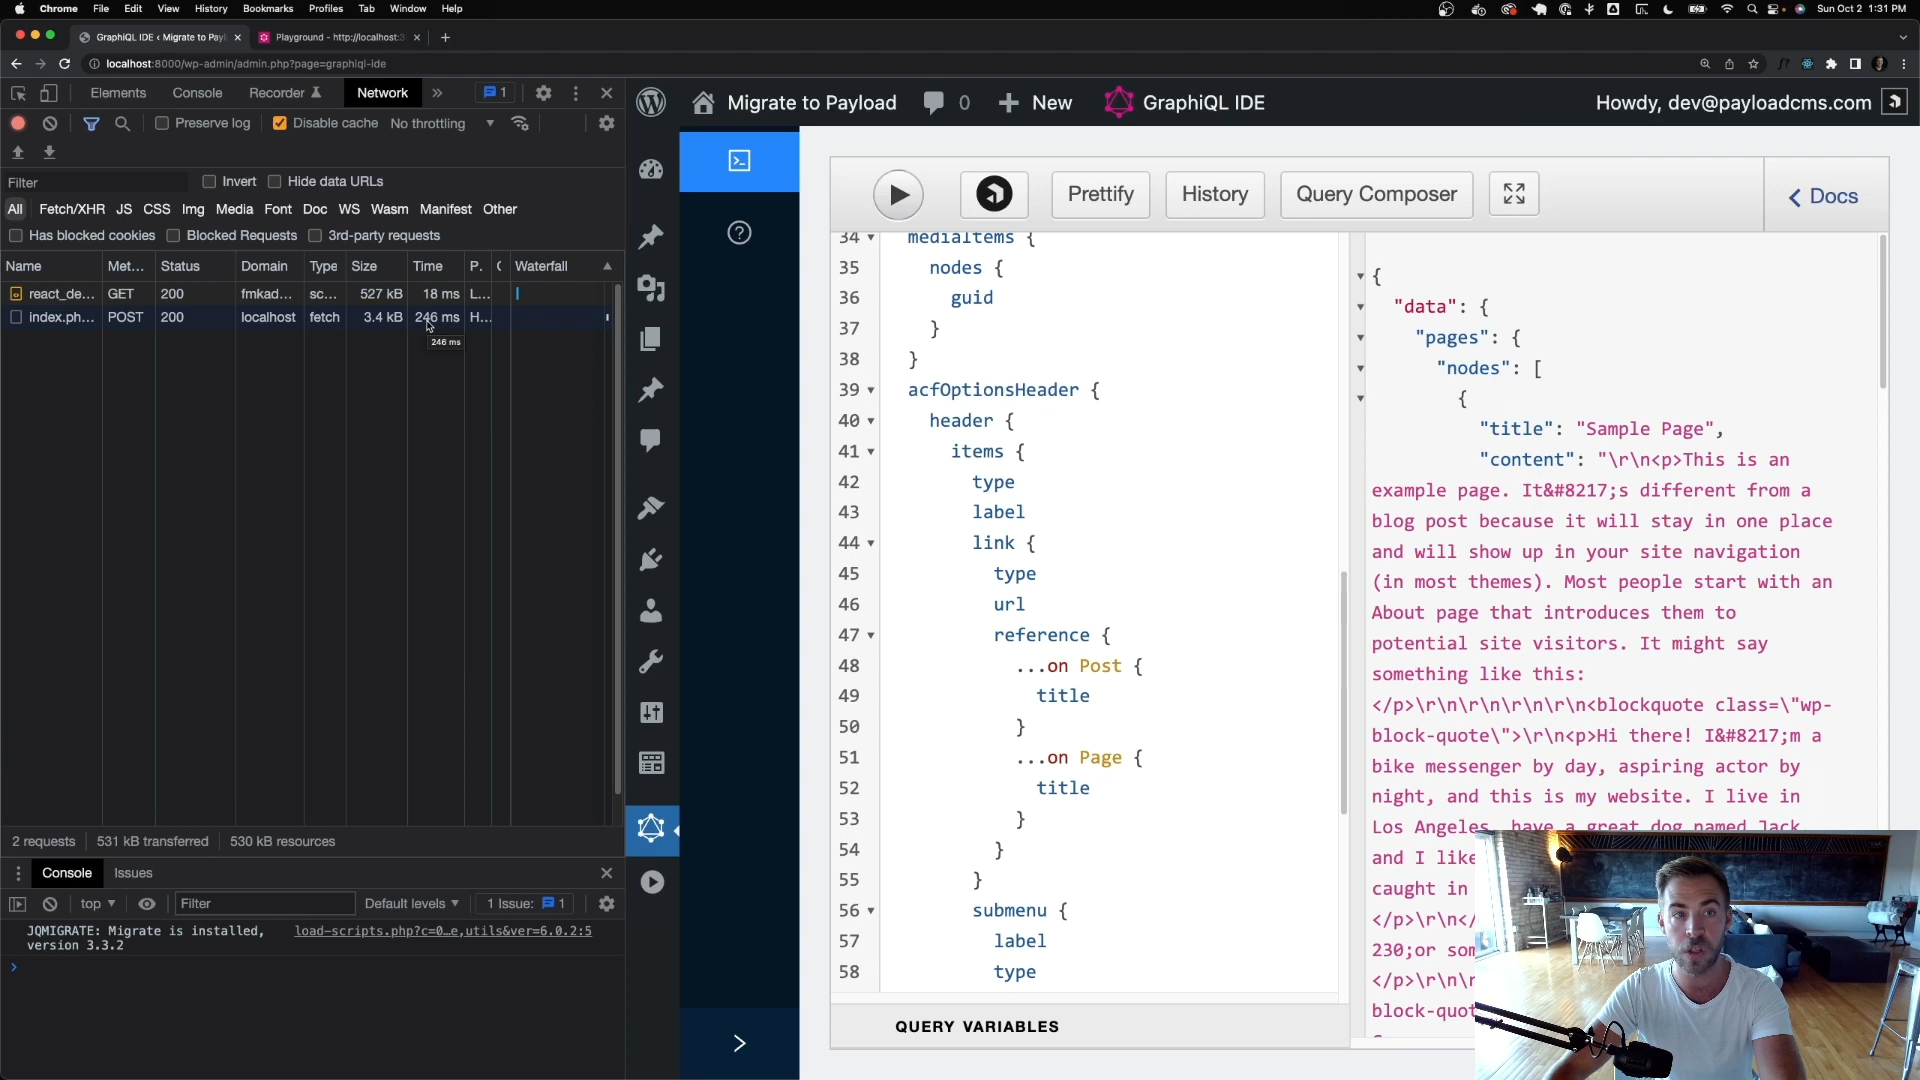 Chrome File Edit View History Bookmarks Profiles Tab Window Help
Sun Oct 2 1:31 PM
GraphiQL IDE ‹ Migrate to Payl
Playground - http://localhost:3
localhost:8000/wp-admin/admin.php?page=graphiql-ide
Elements Console Recorder Network » 1
Preserve log Disable cache No throttling
Filter Invert Hide data URLs
All Fetch/XHR JS CSS Img Media Font Doc WS Wasm Manifest Other
Has blocked cookies Blocked Requests 3rd-party requests
Name Met... Status Domain Type Size Time P. Waterfall
react_de... GET 200 fmkad... sc... 527 kB 18 ms L...
index.ph... POST 200 localhost fetch 3.4 kB 246 ms H...
246 ms
2 requests 531 kB transferred 530 kB resources
Console Issues
top Filter Default levels 1 Issue: 1
JQMIGRATE: Migrate is installed, load-scripts.php?c=0…e,utils&ver=6.0.2:5
version 3.3.2
Migrate to Payload 0 New GraphiQL IDE
Howdy, dev@payloadcms.com
Prettify History Query Composer
Docs
34 mediaItems {
35 nodes {
36 guid
37 }
38 }
39 acfOptionsHeader {
40 header {
41 items {
42 type
43 label
44 link {
45 type
46 url
47 reference {
48 ...on Post {
49 title
50 }
51 ...on Page {
52 title
53 }
54 }
55 }
56 submenu {
57 label
58 type
QUERY VARIABLES
{
"data": {
"pages": {
"nodes": [
{
"title": "Sample Page",
"content": "\r\n<p>This is an
example page. It&#8217;s different from a
blog post because it will stay in one place
and will show up in your site navigation
(in most themes). Most people start with an
About page that introduces them to
potential site visitors. It might say
something like this:
</p>\r\n\r\n\r\n\r\n<blockquote class=\"wp-
block-quote\">\r\n<p>Hi there! I&#8217;m a
bike messenger by day, aspiring actor by
night, and this is my website. I live in
Los Angeles, have a great dog named Jack,
and I like
caught in
</p>\r\n</
230;or som
</p>\r\n\r
block-quot